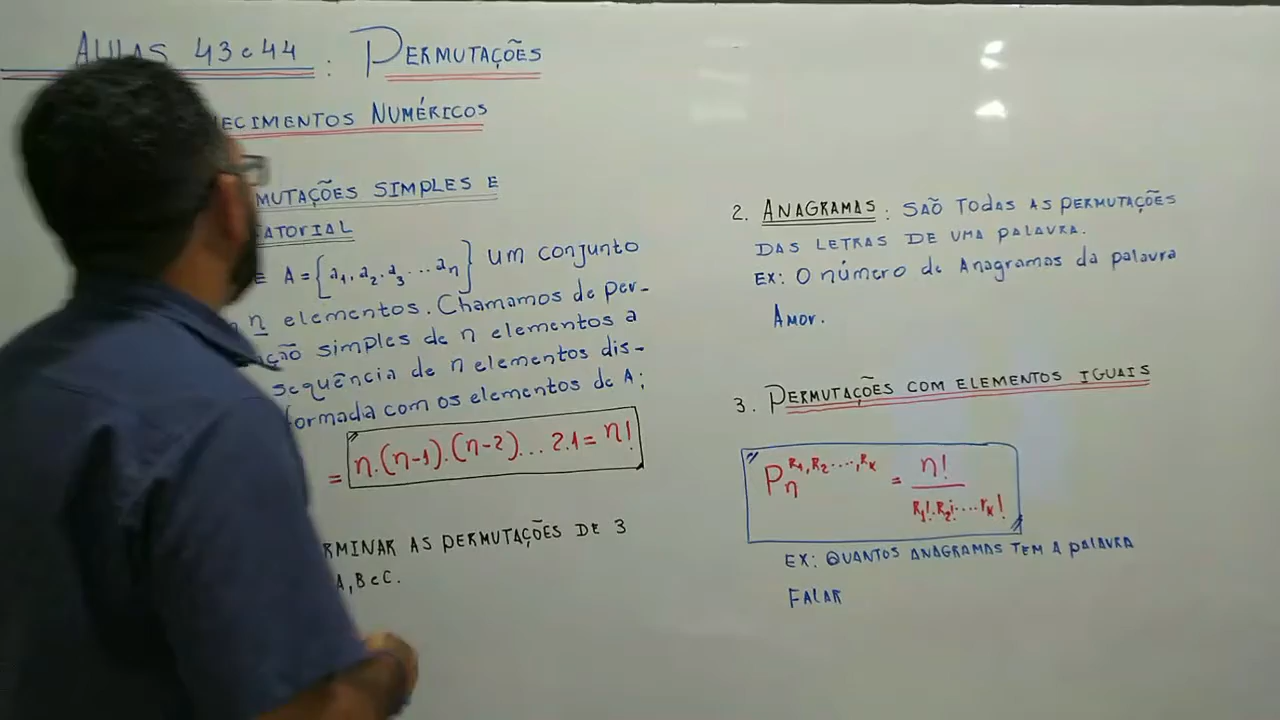 AULAS 43 e 44 : PERMUTAÇÕES
ECIMENTOS NUMÉRICOS
MUTAÇÕES SIMPLES E
ATORIAL
E A={a1, a2, a3 ... an} um conjunto
n elementos. Chamamos de per-
ção simples de n elementos a
sequência de n elementos dis-
formada com os elementos de A;
= n.(n-1).(n-2)... 2.1 = n!
RMINAR AS PERMUTAÇÕES DE 3
A, B e C.
2. ANAGRAMAS: SÃO TODAS AS PERMUTAÇÕES
DAS LETRAS DE UMA PALAVRA.
EX: O número de Anagramas da palavra
Amor.
3. PERMUTAÇÕES COM ELEMENTOS IGUAIS
Pn^R1,R2....,Rx = n! / R1!.R2!....rx!
EX: QUANTOS ANAGRAMAS TEM A PALAVRA
FALAR